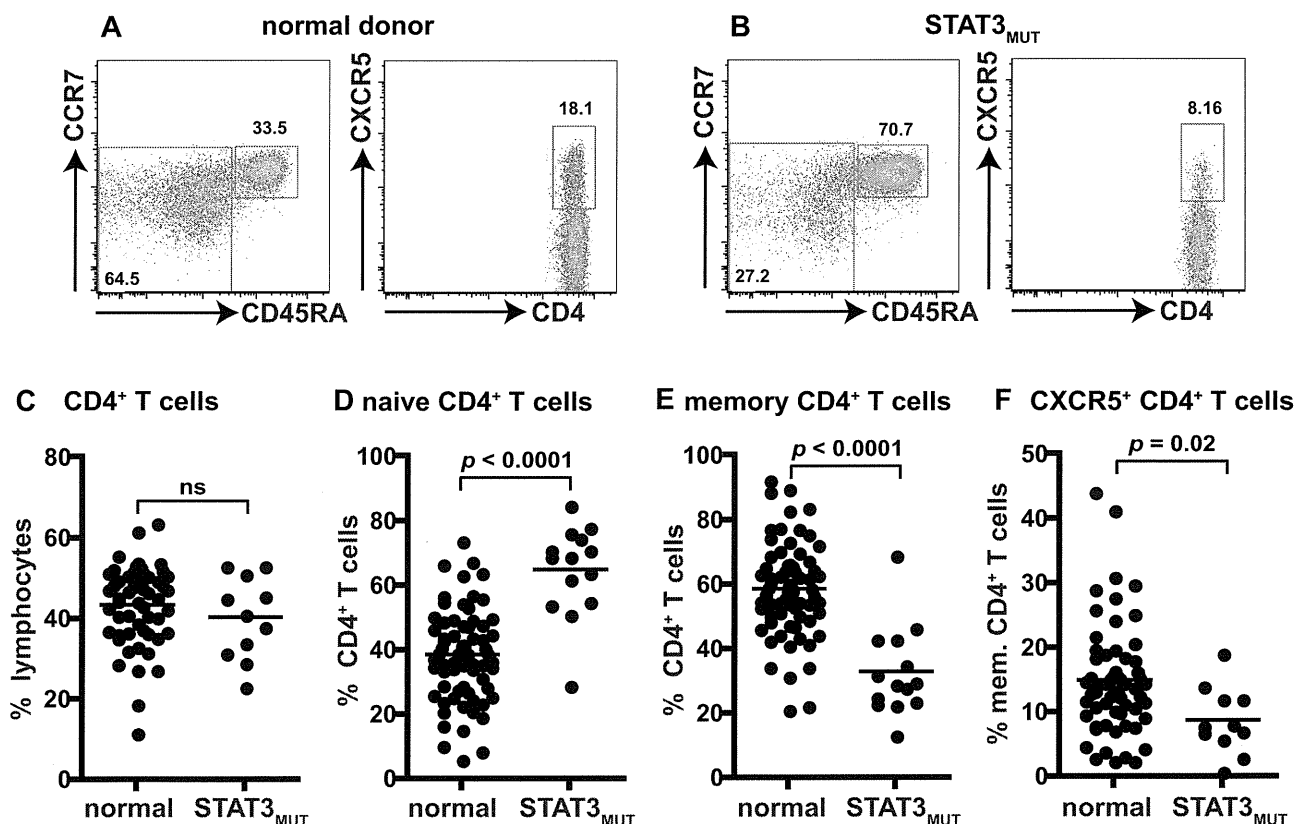 A normal donor
B STAT3MUT
CCR7
33.5
64.5
CD45RA
CXCR5
18.1
CD4
CCR7
70.7
27.2
CD45RA
CXCR5
8.16
CD4
C CD4⁺ T cells
ns
80
60
40
20
0
% lymphocytes
normal STAT3MUT
D naive CD4⁺ T cells
p < 0.0001
100
80
60
40
20
0
% CD4⁺ T cells
normal STAT3MUT
E memory CD4⁺ T cells
p < 0.0001
100
80
60
40
20
0
% CD4⁺ T cells
normal STAT3MUT
F CXCR5⁺ CD4⁺ T cells
p = 0.02
50
40
30
20
10
0
% mem. CD4⁺ T cells
normal STAT3MUT